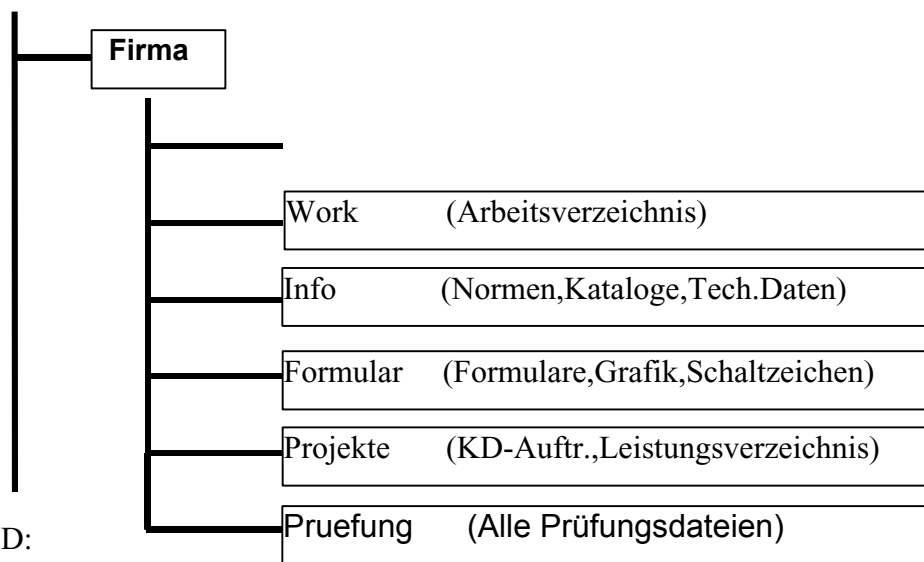 Firma
Work (Arbeitsverzeichnis)
Info (Normen,Kataloge,Tech.Daten)
Formular (Formulare,Grafik,Schaltzeichen)
Projekte (KD-Auftr.,Leistungsverzeichnis)
Pruefung (Alle Prüfungsdateien)
D: